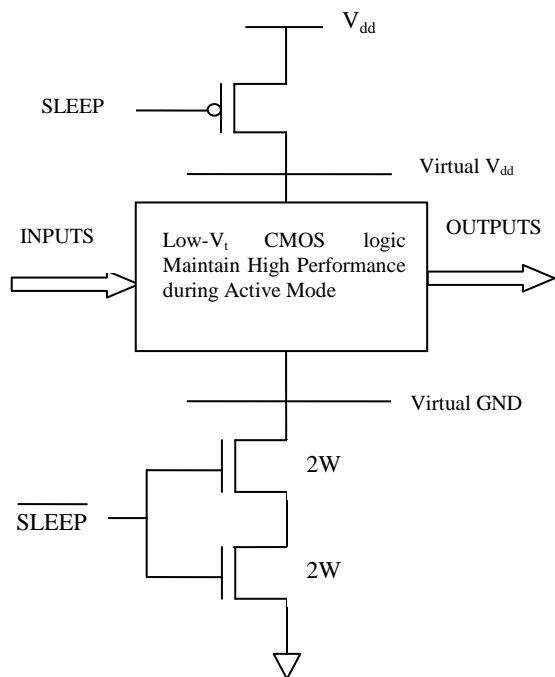 V_dd
SLEEP
Virtual V_dd
INPUTS
OUTPUTS
Low-V_t CMOS logic
Maintain High Performance
during Active Mode
Virtual GND
2W
S̅L̅E̅E̅P̅
2W